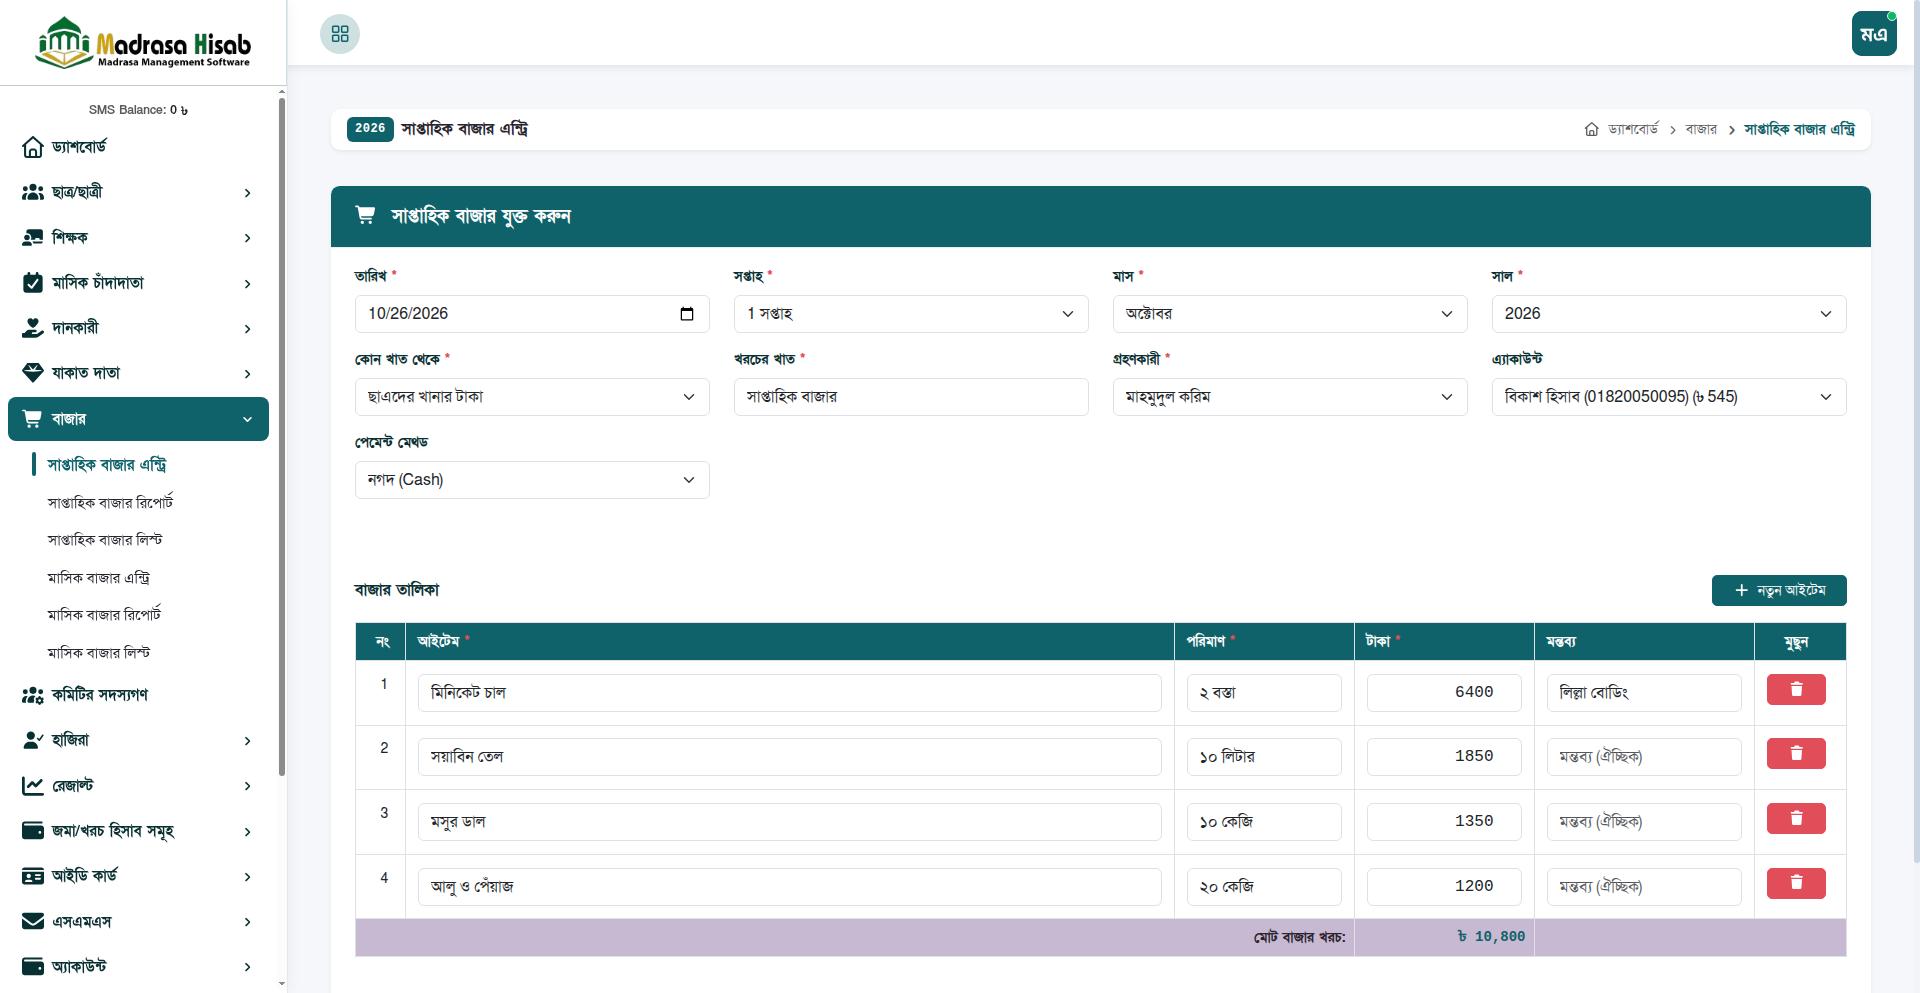 Madrasa Hisab
Madrasa Management Software
মএ
SMS Balance: 0 ৳
ড্যাশবোর্ড
ছাত্র/ছাত্রী
শিক্ষক
মাসিক চাঁদাদাতা
দানকারী
যাকাত দাতা
বাজার
সাপ্তাহিক বাজার এন্ট্রি
সাপ্তাহিক বাজার রিপোর্ট
সাপ্তাহিক বাজার লিস্ট
মাসিক বাজার এন্ট্রি
মাসিক বাজার রিপোর্ট
মাসিক বাজার লিস্ট
কমিটির সদস্যগণ
হাজিরা
রেজাল্ট
জমা/খরচ হিসাব সমূহ
আইডি কার্ড
এসএমএস
অ্যাকাউন্ট
2026 সাপ্তাহিক বাজার এন্ট্রি
ড্যাশবোর্ড > বাজার > সাপ্তাহিক বাজার এন্ট্রি
সাপ্তাহিক বাজার যুক্ত করুন
তারিখ * সপ্তাহ * মাস * সাল *
10/26/2026 1 সপ্তাহ অক্টোবর 2026
কোন খাত থেকে * খরচের খাত * গ্রহণকারী * এ্যাকাউন্ট
ছাএদের খানার টাকা সাপ্তাহিক বাজার মাহমুদুল করিম বিকাশ হিসাব (01820050095) (৳ 545)
পেমেন্ট মেথড
নগদ (Cash)
বাজার তালিকা
+ নতুন আইটেম
নং আইটেম * পরিমাণ * টাকা * মন্তব্য মুছুন
1 মিনিকেট চাল ২ বস্তা 6400 লিল্লা বোডিং
2 সয়াবিন তেল ১০ লিটার 1850 মন্তব্য (ঐচ্ছিক)
3 মসুর ডাল ১০ কেজি 1350 মন্তব্য (ঐচ্ছিক)
4 আলু ও পেঁয়াজ ২০ কেজি 1200 মন্তব্য (ঐচ্ছিক)
মোট বাজার খরচ: ৳ 10,800